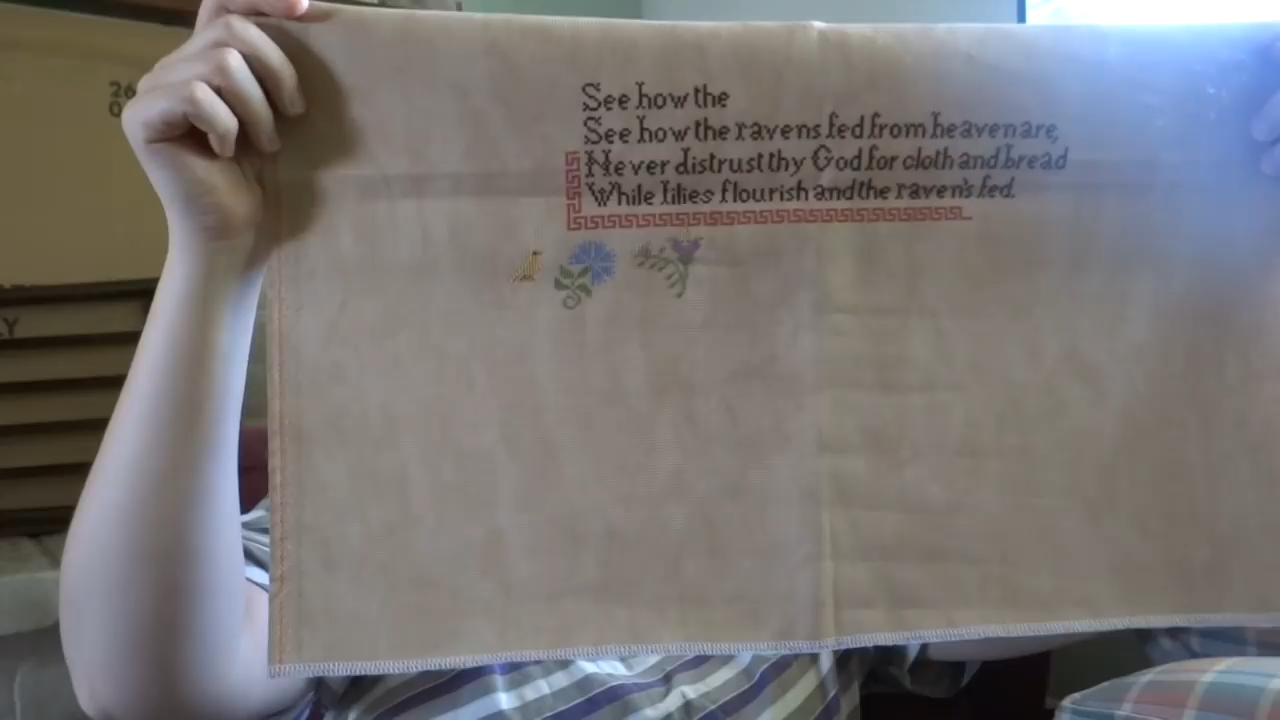 See how the
See how the ravens fed from heaven are,
Never distrust thy God for cloth and bread
While lilies flourish and the raven's fed.
26